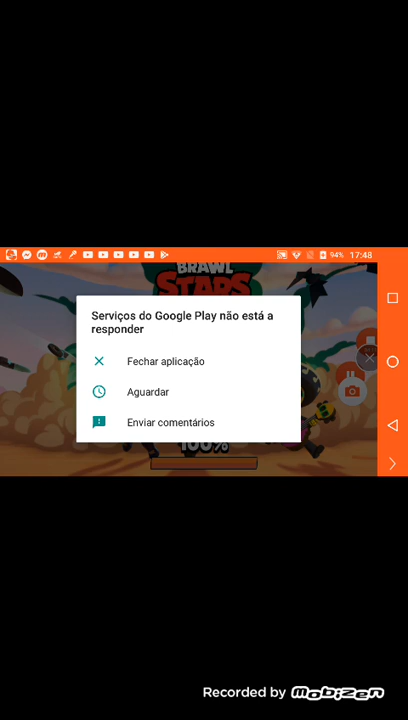 94% 17:48
BRAWL
STARS
Serviços do Google Play não está a
responder
Fechar aplicação
Aguardar
Enviar comentários
100%
Recorded by Mobizen